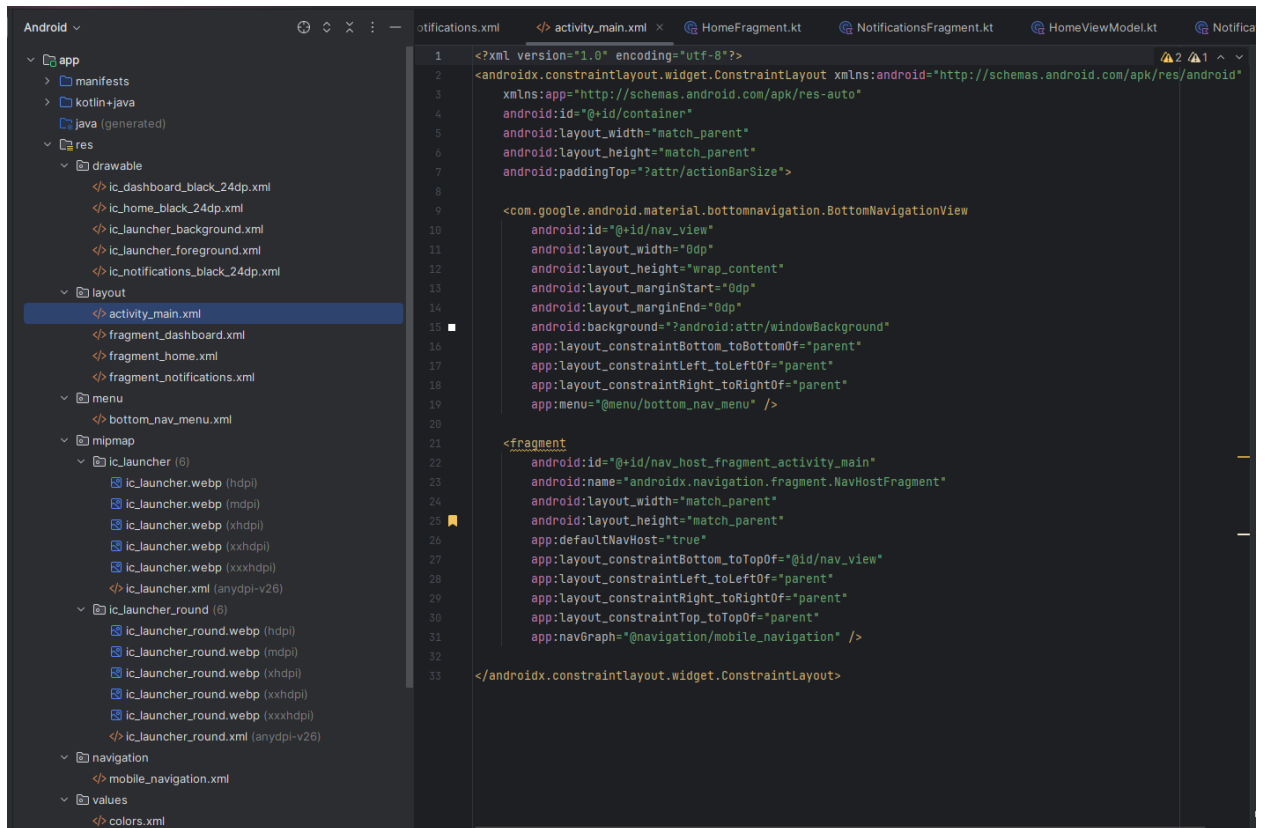 Android
app
manifests
kotlin+java
java (generated)
res
drawable
ic_dashboard_black_24dp.xml
ic_home_black_24dp.xml
ic_launcher_background.xml
ic_launcher_foreground.xml
ic_notifications_black_24dp.xml
layout
activity_main.xml
fragment_dashboard.xml
fragment_home.xml
fragment_notifications.xml
menu
bottom_nav_menu.xml
mipmap
ic_launcher (6)
ic_launcher.webp (hdpi)
ic_launcher.webp (mdpi)
ic_launcher.webp (xhdpi)
ic_launcher.webp (xxhdpi)
ic_launcher.webp (xxxhdpi)
ic_launcher.xml (anydpi-v26)
ic_launcher_round (6)
ic_launcher_round.webp (hdpi)
ic_launcher_round.webp (mdpi)
ic_launcher_round.webp (xhdpi)
ic_launcher_round.webp (xxhdpi)
ic_launcher_round.webp (xxxhdpi)
ic_launcher_round.xml (anydpi-v26)
navigation
mobile_navigation.xml
values
colors.xml
otifications.xml activity_main.xml HomeFragment.kt NotificationsFragment.kt HomeViewModel.kt Notifica
2 1
1 <?xml version="1.0" encoding="utf-8"?>
2 <androidx.constraintlayout.widget.ConstraintLayout xmlns:android="http://schemas.android.com/apk/res/android"
3 xmlns:app="http://schemas.android.com/apk/res-auto"
4 android:id="@+id/container"
5 android:layout_width="match_parent"
6 android:layout_height="match_parent"
7 android:paddingTop="?attr/actionBarSize">
8
9 <com.google.android.material.bottomnavigation.BottomNavigationView
10 android:id="@+id/nav_view"
11 android:layout_width="0dp"
12 android:layout_height="wrap_content"
13 android:layout_marginStart="0dp"
14 android:layout_marginEnd="0dp"
15 android:background="?android:attr/windowBackground"
16 app:layout_constraintBottom_toBottomOf="parent"
17 app:layout_constraintLeft_toLeftOf="parent"
18 app:layout_constraintRight_toRightOf="parent"
19 app:menu="@menu/bottom_nav_menu" />
20
21 <fragment
22 android:id="@+id/nav_host_fragment_activity_main"
23 android:name="androidx.navigation.fragment.NavHostFragment"
24 android:layout_width="match_parent"
25 android:layout_height="match_parent"
26 app:defaultNavHost="true"
27 app:layout_constraintBottom_toTopOf="@id/nav_view"
28 app:layout_constraintLeft_toLeftOf="parent"
29 app:layout_constraintRight_toRightOf="parent"
30 app:layout_constraintTop_toTopOf="parent"
31 app:navGraph="@navigation/mobile_navigation" />
32
33 </androidx.constraintlayout.widget.ConstraintLayout>